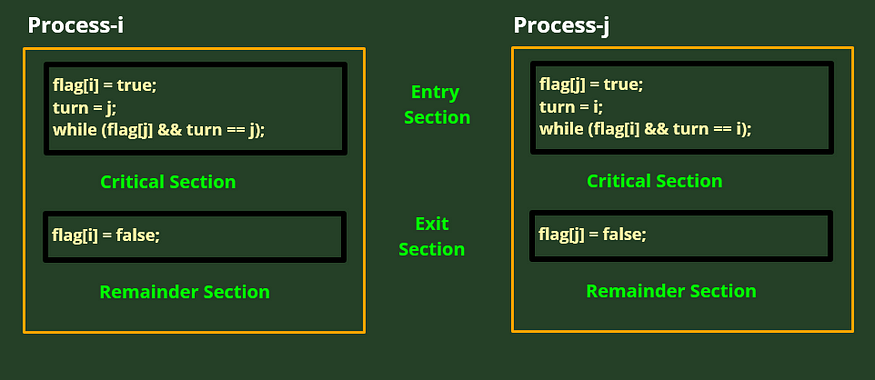 Process-i
flag[i] = true;
turn = j;
while (flag[j] && turn == j);
Critical Section
flag[i] = false;
Remainder Section
Entry
Section
Exit
Section
Process-j
flag[j] = true;
turn = i;
while (flag[i] && turn == i);
Critical Section
flag[j] = false;
Remainder Section